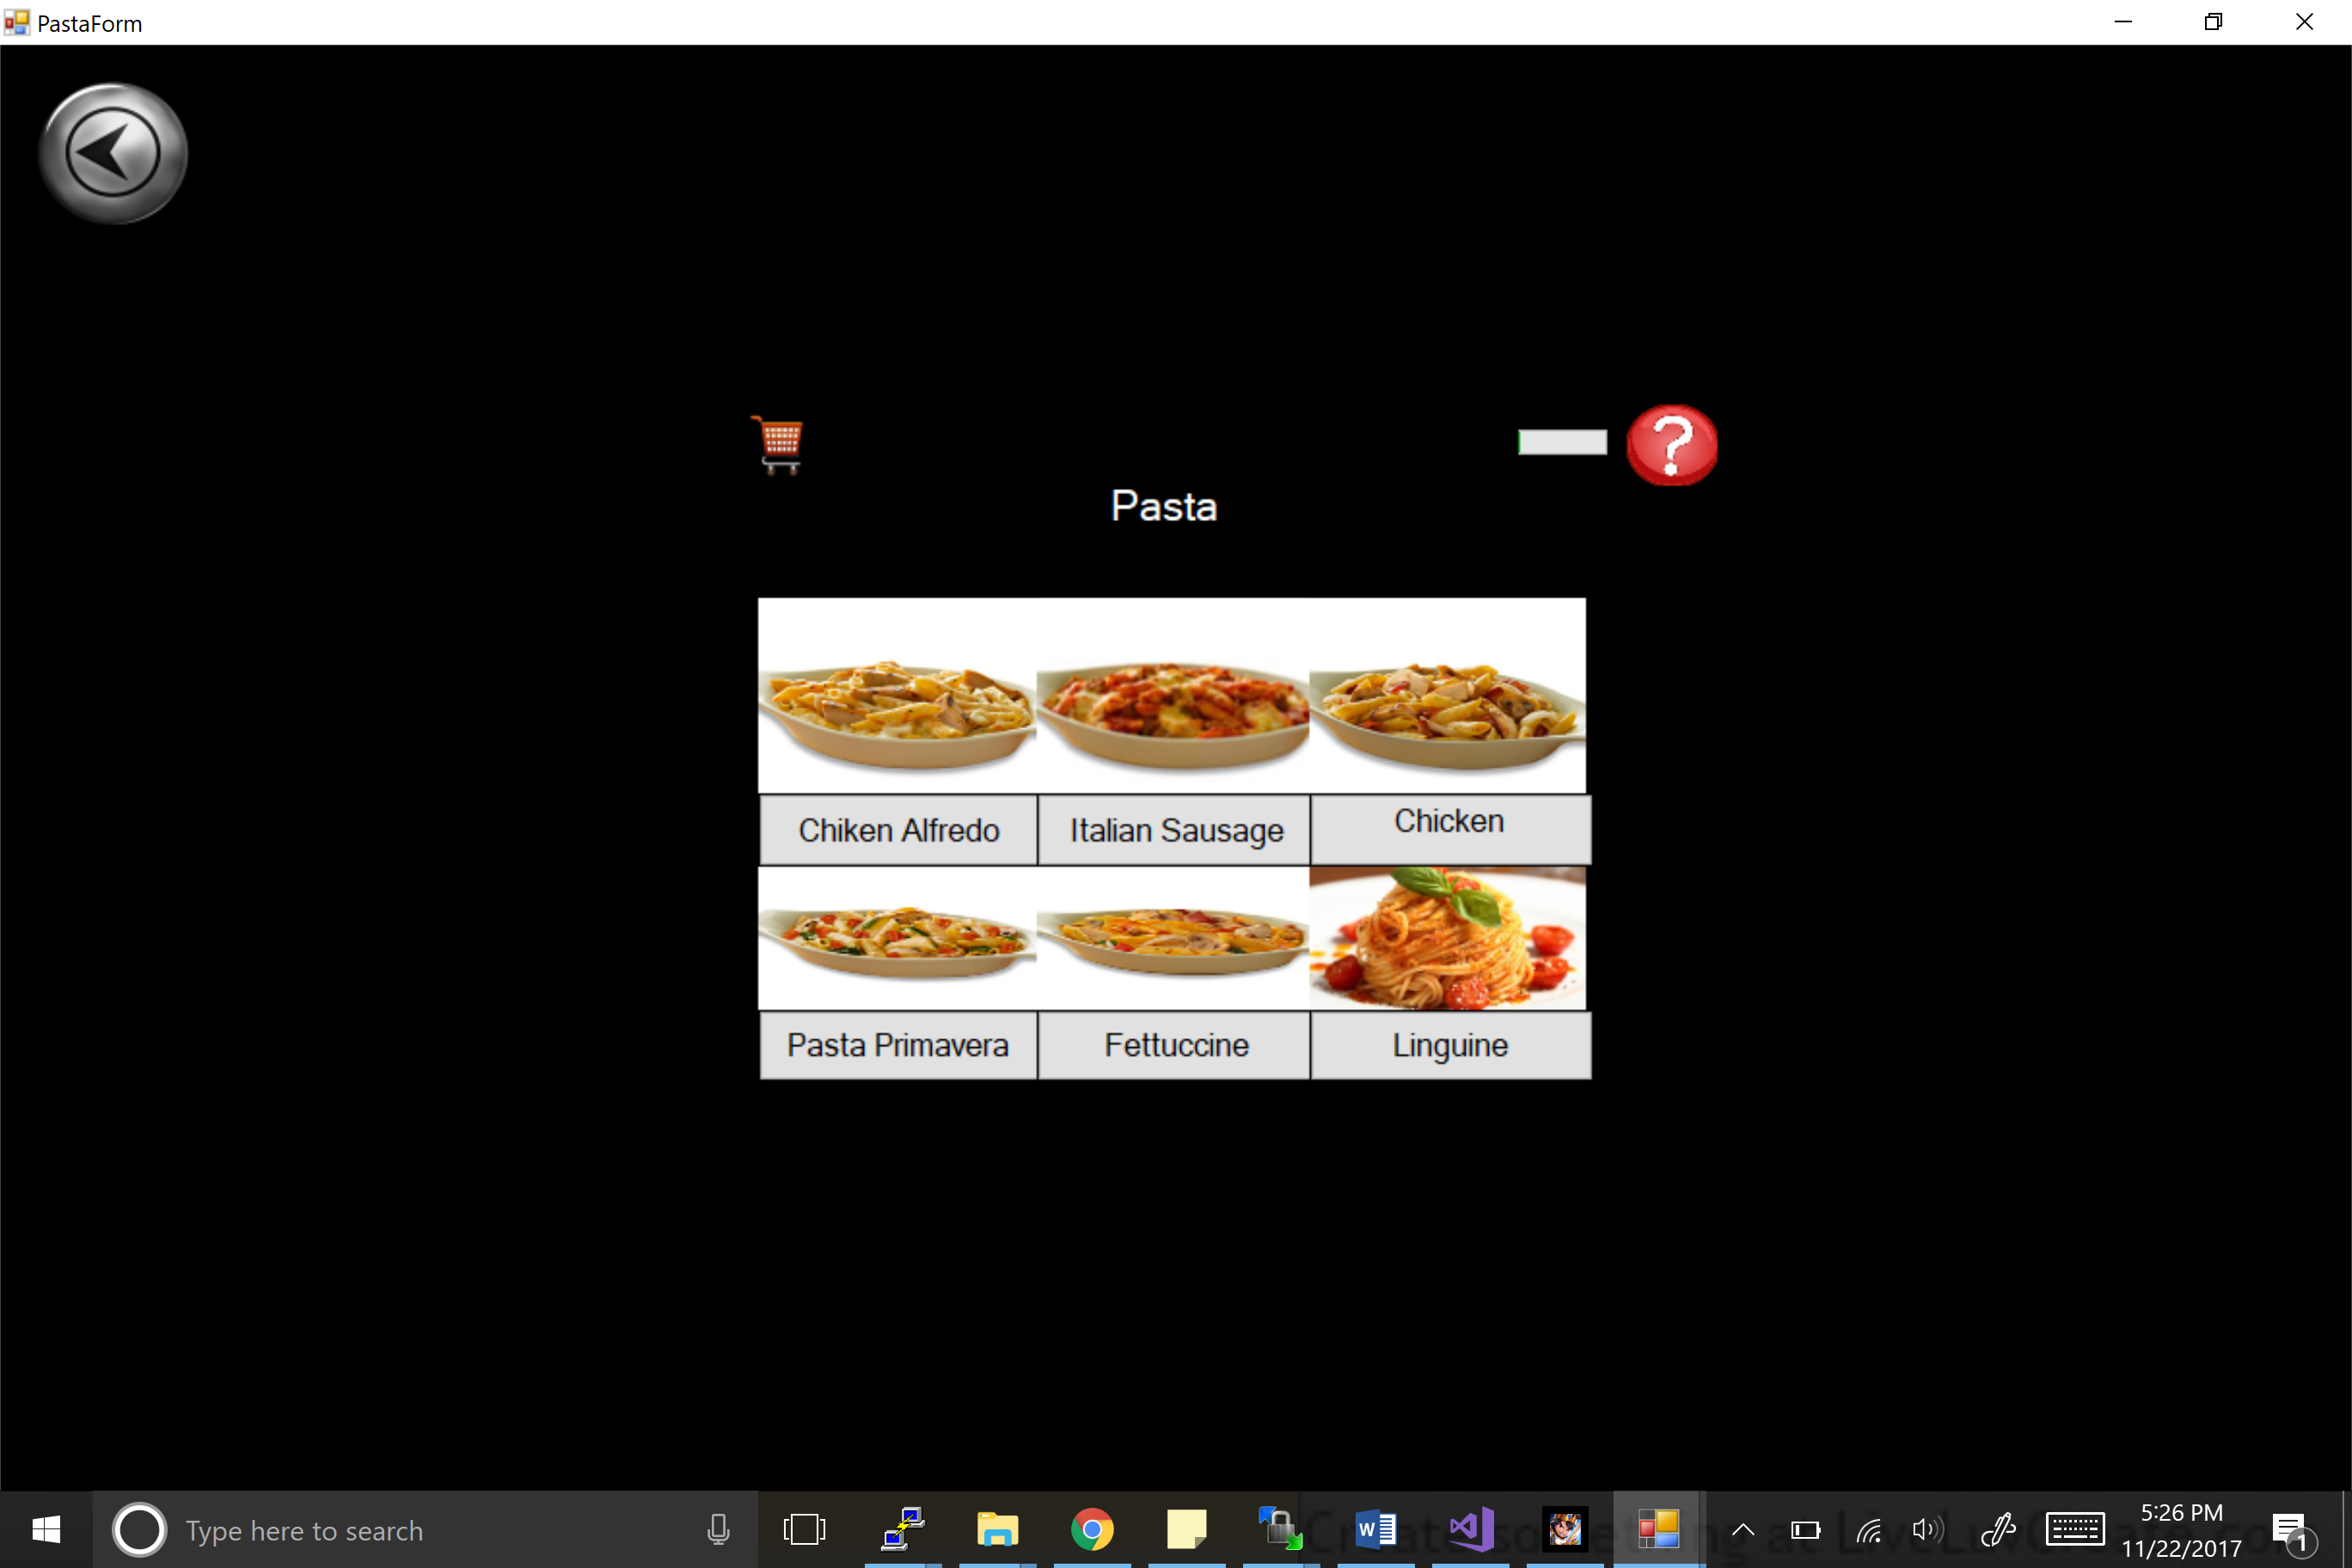 PastaForm
?
Pasta
Chiken Alfredo
Italian Sausage
Chicken
Pasta Primavera
Fettuccine
Linguine
Type here to search
5:26 PM
11/22/2017
1